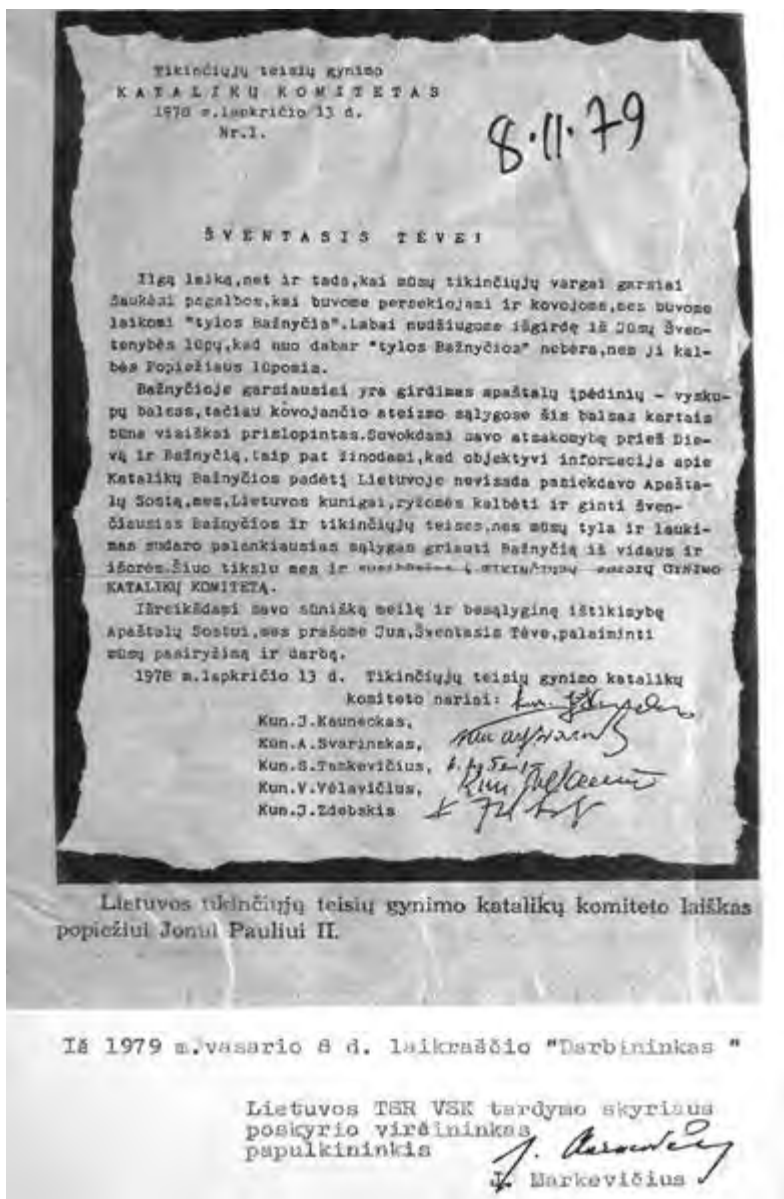 Tikinčiųjų teisių gynimo
KATALIKŲ KOMITETAS
1978 m.lapkričio 13 d.
Nr.1.
8.II.79
ŠVENTASIS TĖVE!
Ilgą laiką,net ir tada,kai mūsų tikinčiųjų vargai garsiai
šaukėsi pagalbos,kai buvome persekiojami ir kovojome,mes buvome
laikomi "tylos Bažnyčia".Labai nudžiugome išgirdę iš Jūsų Šven-
tenybės lūpų,kad nuo dabar "tylos Bažnyčios" nebėra,nes ji kal-
bės Popiežiaus lūpomis.
Bažnyčioje garsiausiai yra girdimas apaštalų įpėdinių - vysku-
pų balsas,tačiau kovojančio ateizmo sąlygose šis balsas kartais
būna visiškai prislopintas.Suvokdami savo atsakomybę prieš Die-
vą ir Bažnyčią,taip pat žinodami,kad objektyvi informacija apie
Katalikų Bažnyčios padėtį Lietuvoje nevisada pasiekdavo Apašta-
lų Sostą,mes,Lietuvos kunigai,ryžomės kalbėti ir ginti šven-
čiausias Bažnyčios ir tikinčiųjų teises,nes mūsų tyla ir lauki-
mas sudaro palankiausias sąlygas griauti Bažnyčią iš vidaus ir
išorės.Šiuo tikslu mes ir TIKINČIŲJŲ TEISIŲ GYNIMO
KATALIKŲ KOMITETĄ.
Išreikšdami savo sūnišką meilę ir besąlyginę ištikimybę
Apaštalų Sostui,mes prašome Jus,Šventasis Tėve,palaiminti
mūsų pasiryžimą ir darbą.
1978 m.lapkričio 13 d. Tikinčiųjų teisių gynimo katalikų
komiteto nariai:
Kun.J.Kauneckas,
Kun.A.Svarinskas,
Kun.S.Tamkevičius,
Kun.V.Vėlavičius,
Kun.J.Zdebskis
Lietuvos tikinčiųjų teisių gynimo katalikų komiteto laiškas
popiežiui Jonui Pauliui II.
Iš 1979 m.vasario 8 d. laikraščio "Darbininkas "
Lietuvos TSR VSK tardymo skyriaus
poskyrio viršininkas
papulkininkis
J. Markevičius